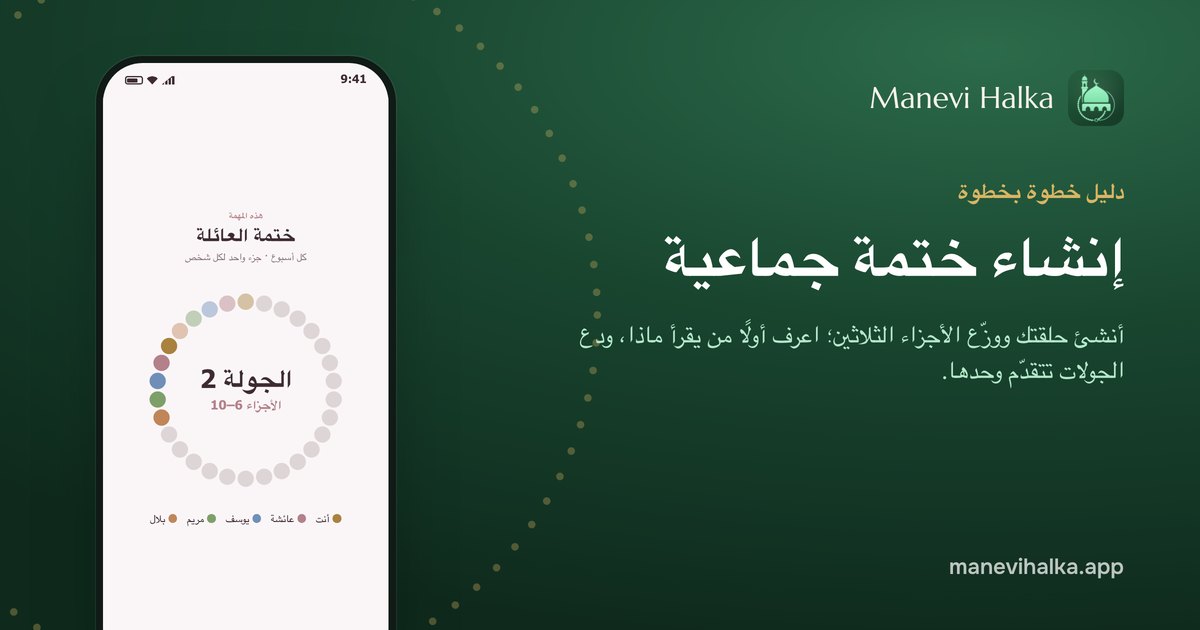 Manevi Halka
دليل خطوة بخطوة
إنشاء ختمة جماعية
أنشئ حلقتك ووزّع الأجزاء الثلاثين؛ اعرف أولًا من يقرأ ماذا، ودع
الجولات تتقدّم وحدها.
manevihalka.app
9:41
هذه المهمة
ختمة العائلة
كل أسبوع · جزء واحد لكل شخص
الجولة 2
الأجزاء 6–10
أنت عائشة يوسف مريم بلال